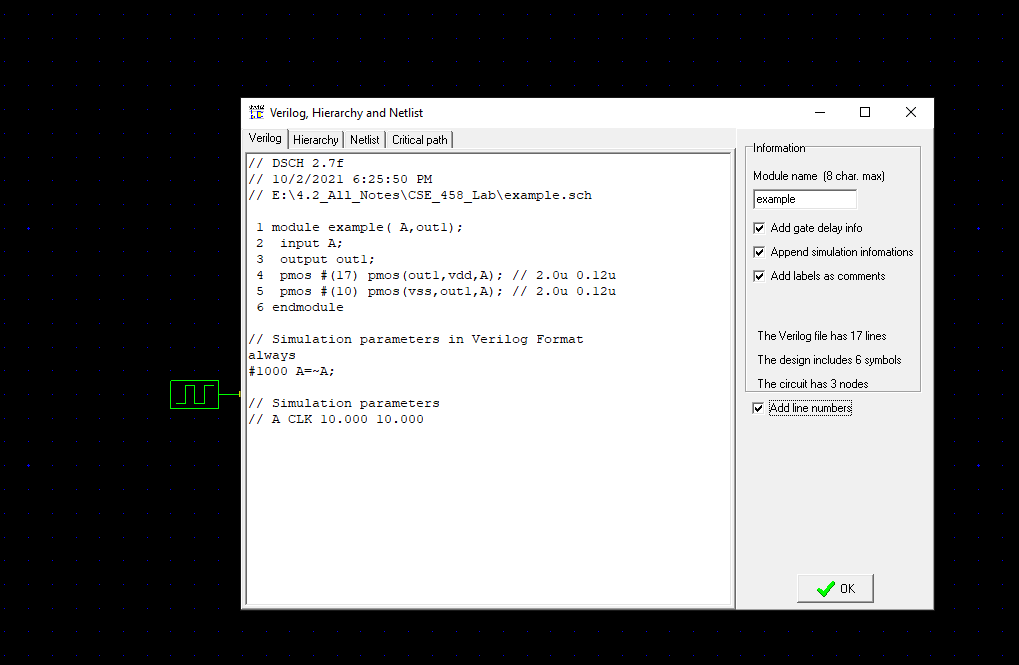 Verilog, Hierarchy and Netlist
Verilog Hierarchy Netlist Critical path
// DSCH 2.7f
// 10/2/2021 6:25:50 PM
// E:\4.2_All_Notes\CSE_458_Lab\example.sch
1 module example( A,out1);
2 input A;
3 output out1;
4 pmos #(17) pmos(out1,vdd,A); // 2.0u 0.12u
5 pmos #(10) pmos(vss,out1,A); // 2.0u 0.12u
6 endmodule
// Simulation parameters in Verilog Format
always
#1000 A=~A;
// Simulation parameters
// A CLK 10.000 10.000
Information
Module name (8 char. max)
example
Add gate delay info
Append simulation infomations
Add labels as comments
The Verilog file has 17 lines
The design includes 6 symbols
The circuit has 3 nodes
Add line numbers
OK